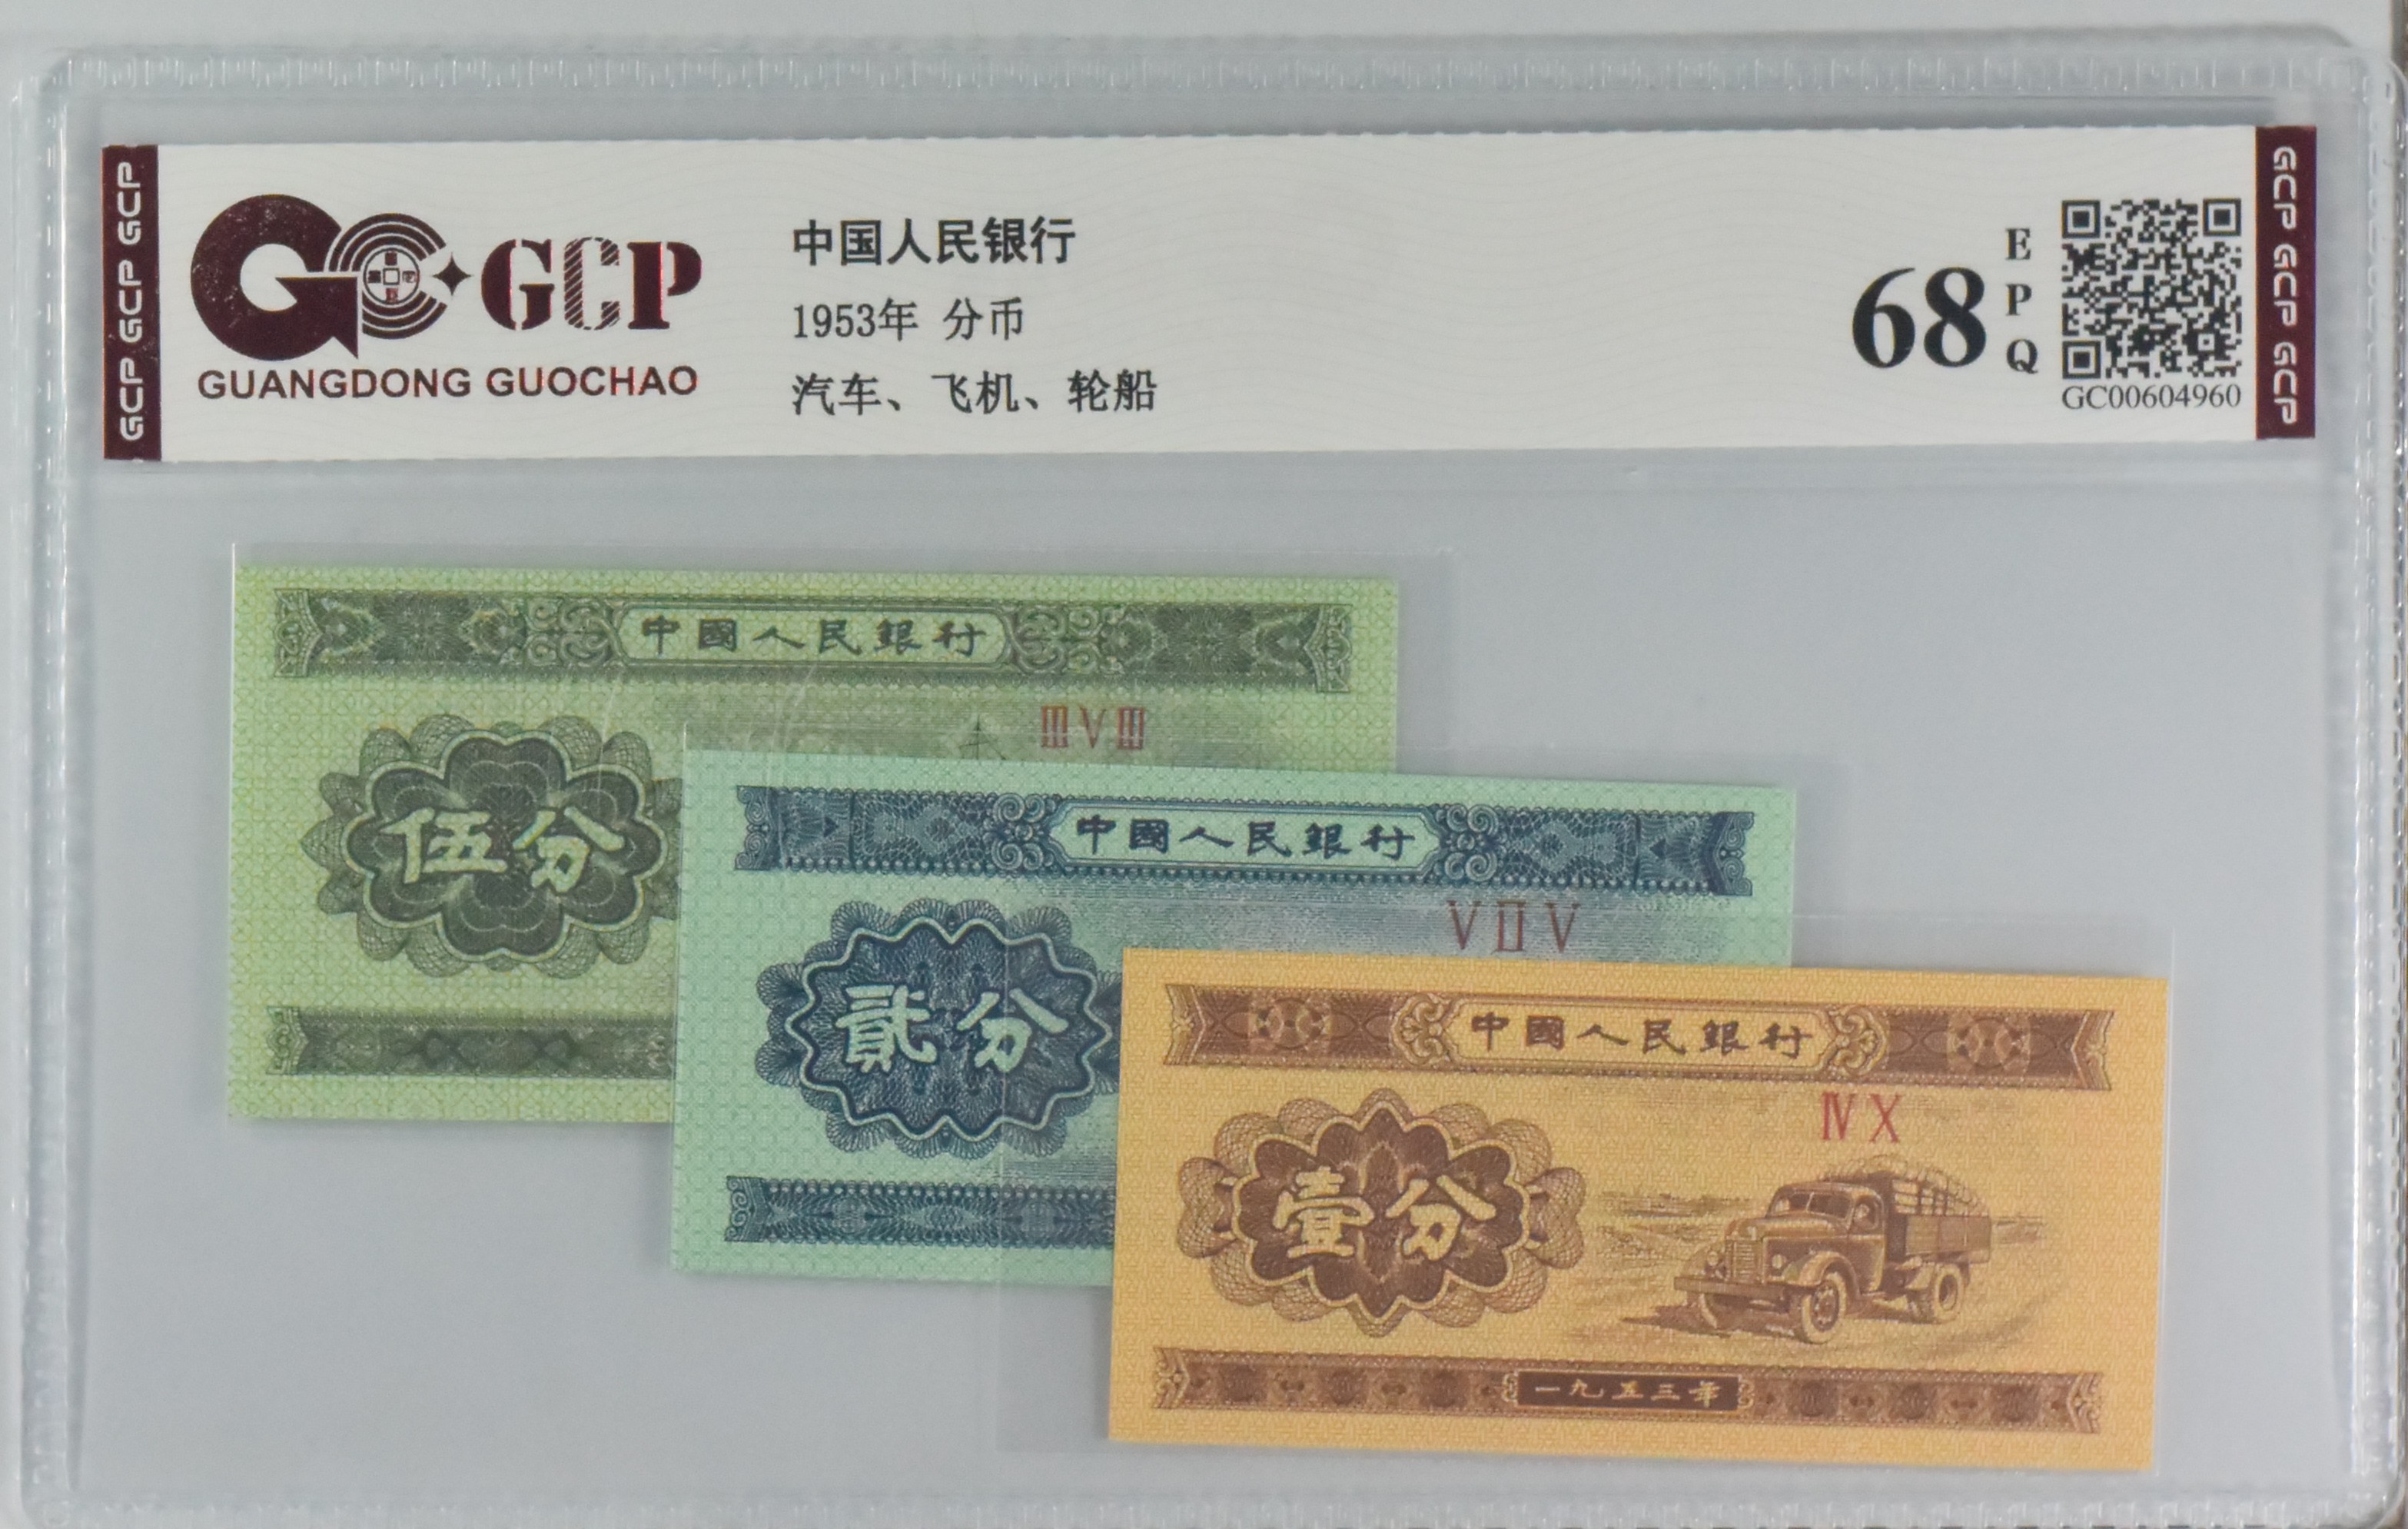 GCP GCP GCP
GCP
GUANGDONG GUOCHAO
中国人民银行
1953年 分币
汽车、飞机、轮船
68
E
P
Q
GC00604960
GCP GCP GCP
中國人民銀行
ⅢⅤⅢ
伍分
中國人民銀行
ⅤⅡⅤ
貳分
中國人民銀行
ⅣⅩ
壹分
一九五三年